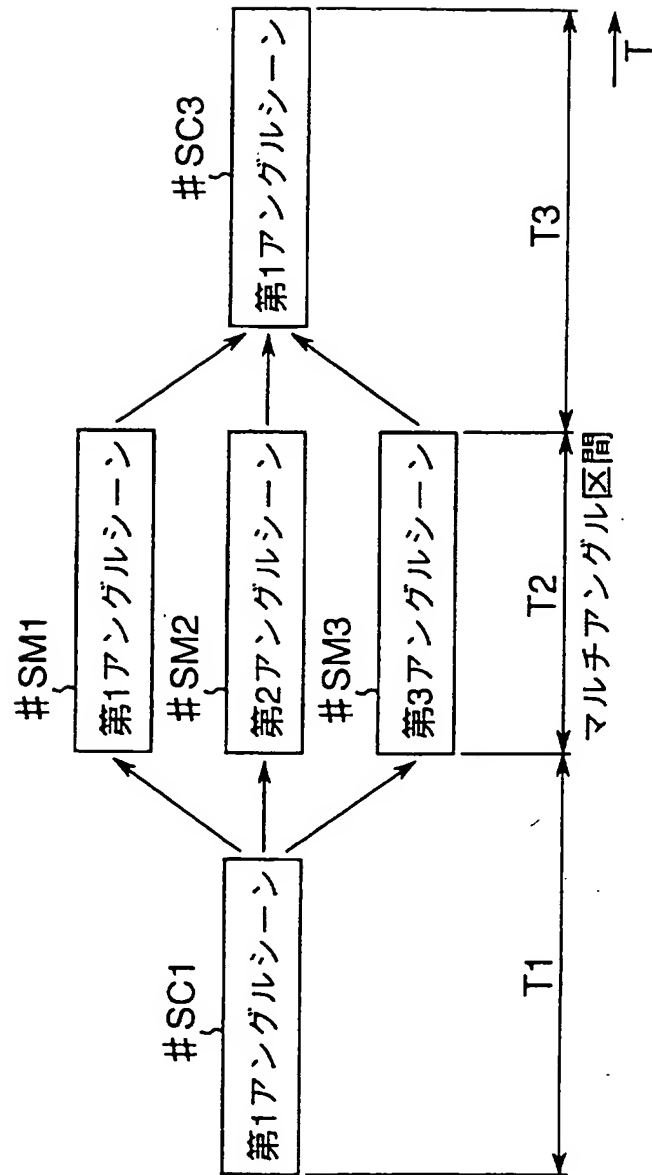 #SC1
第1アングルシーン
#SM1
第1アングルシーン
#SM2
第2アングルシーン
#SM3
第3アングルシーン
#SC3
第1アングルシーン
T1
T2
T3
マルチアングル区間
T